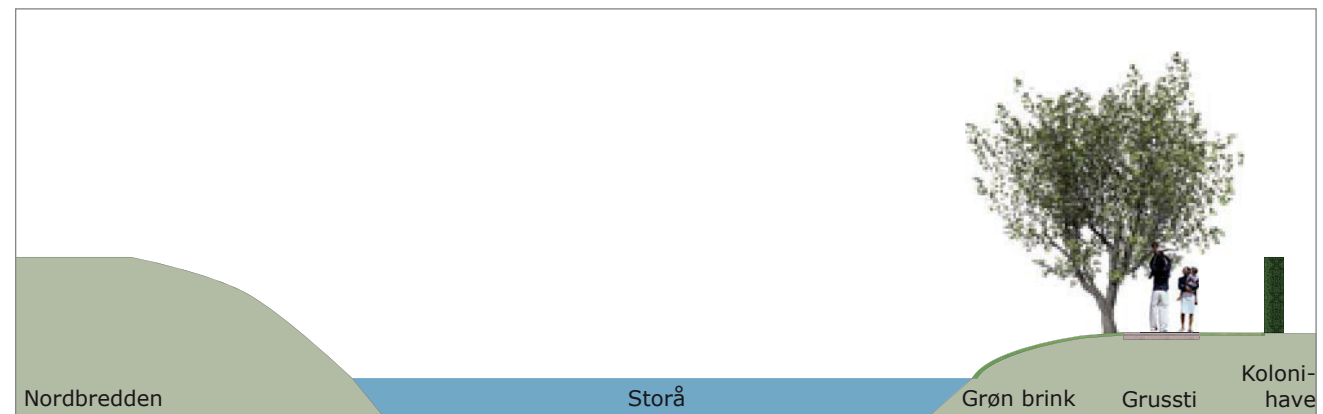 Nordbredden
Storå
Grøn brink
Grussti
Koloni-
have